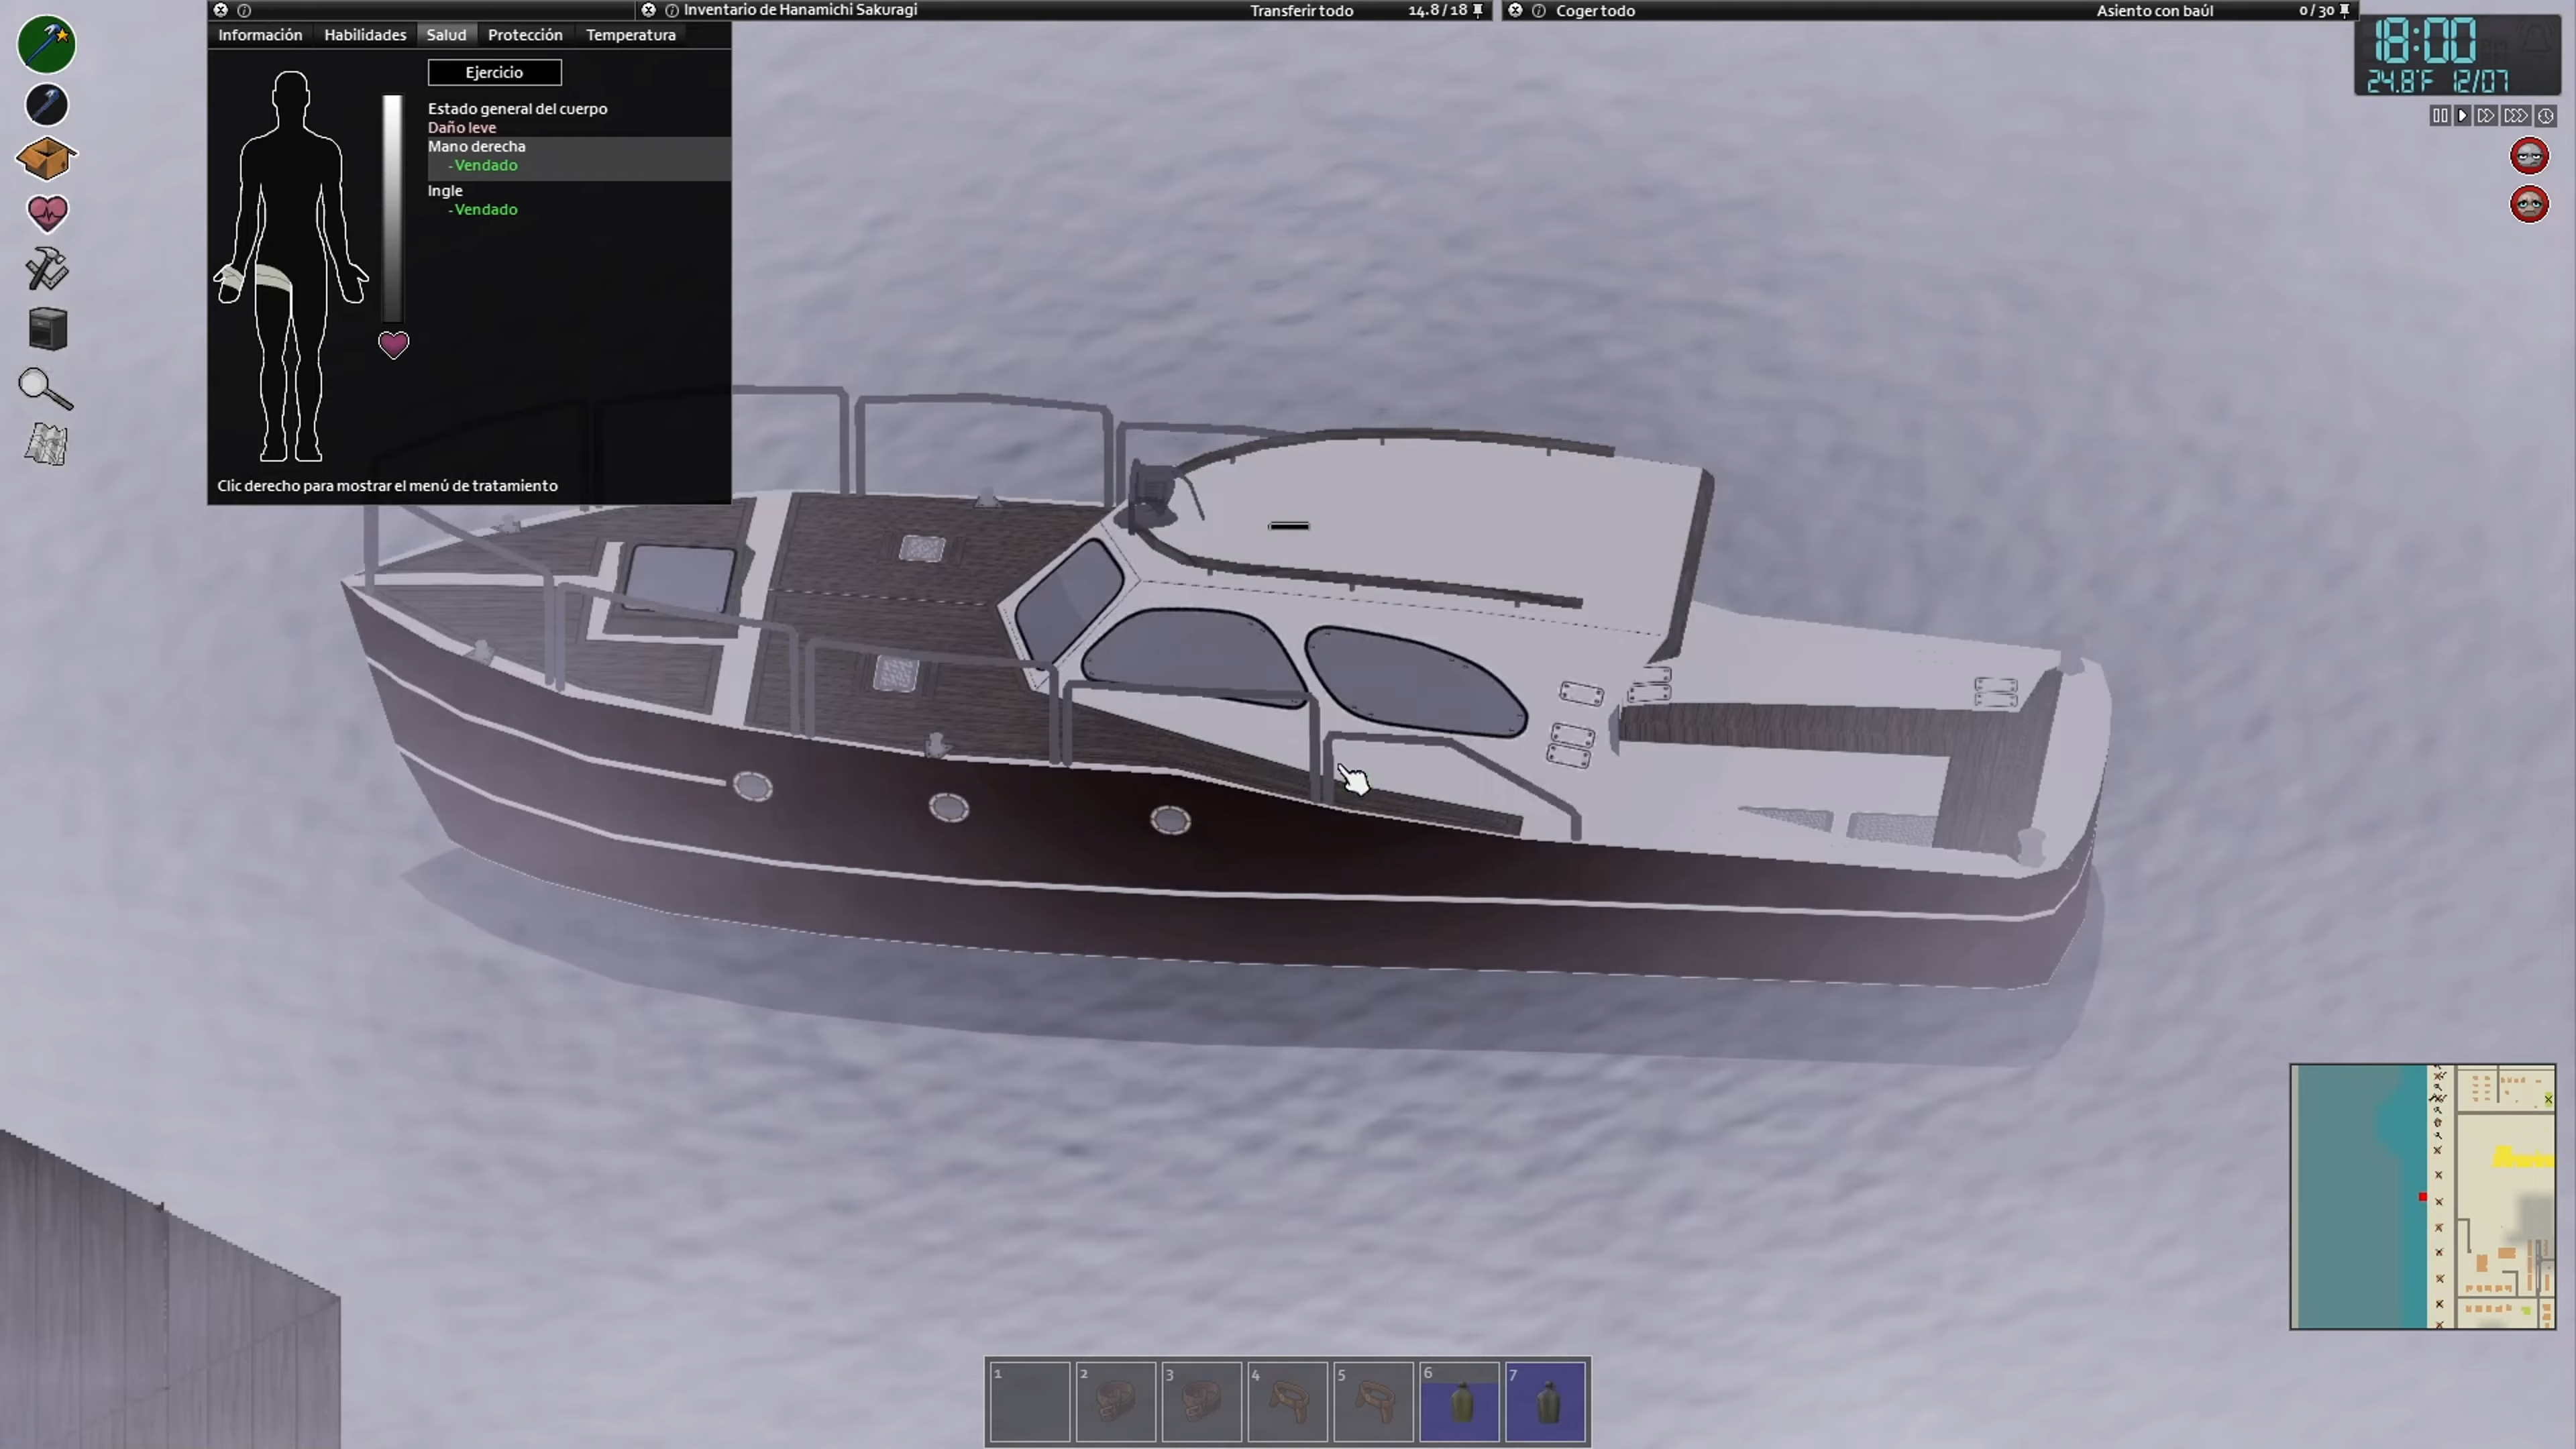 Inventario de Hanamichi Sakuragi Transferir todo 14.8 / 18
Coger todo Asiento con baúl 0 / 30
Información Habilidades Salud Protección Temperatura
18:00
24.8°F 12/07
Ejercicio
Estado general del cuerpo
Daño leve
Mano derecha
- Vendado
Ingle
- Vendado
Clic derecho para mostrar el menú de tratamiento
1 2 3 4 5 6 7